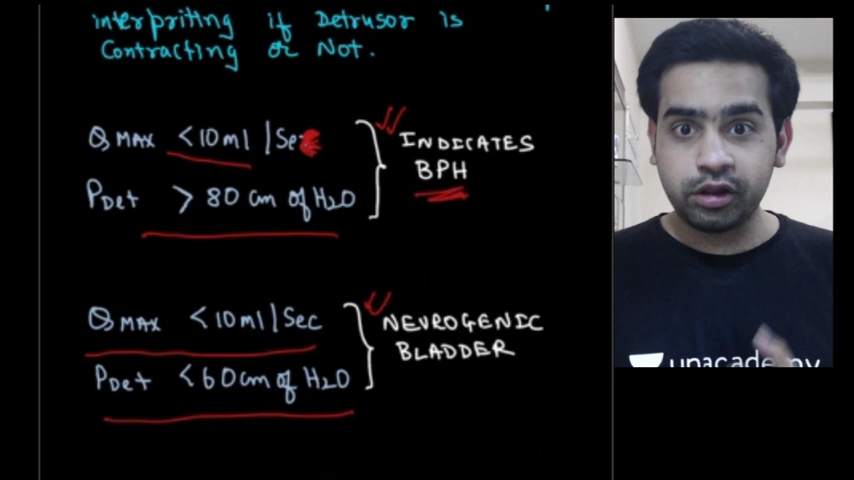 interpriting if Detrusor is
Contracting or Not.
QMAX <10ml|Sec
PDet > 80 cm of H2O
INDICATES
BPH
QMAX <10ml|Sec
PDet <60cm of H2O
NEUROGENIC
BLADDER
unacademy